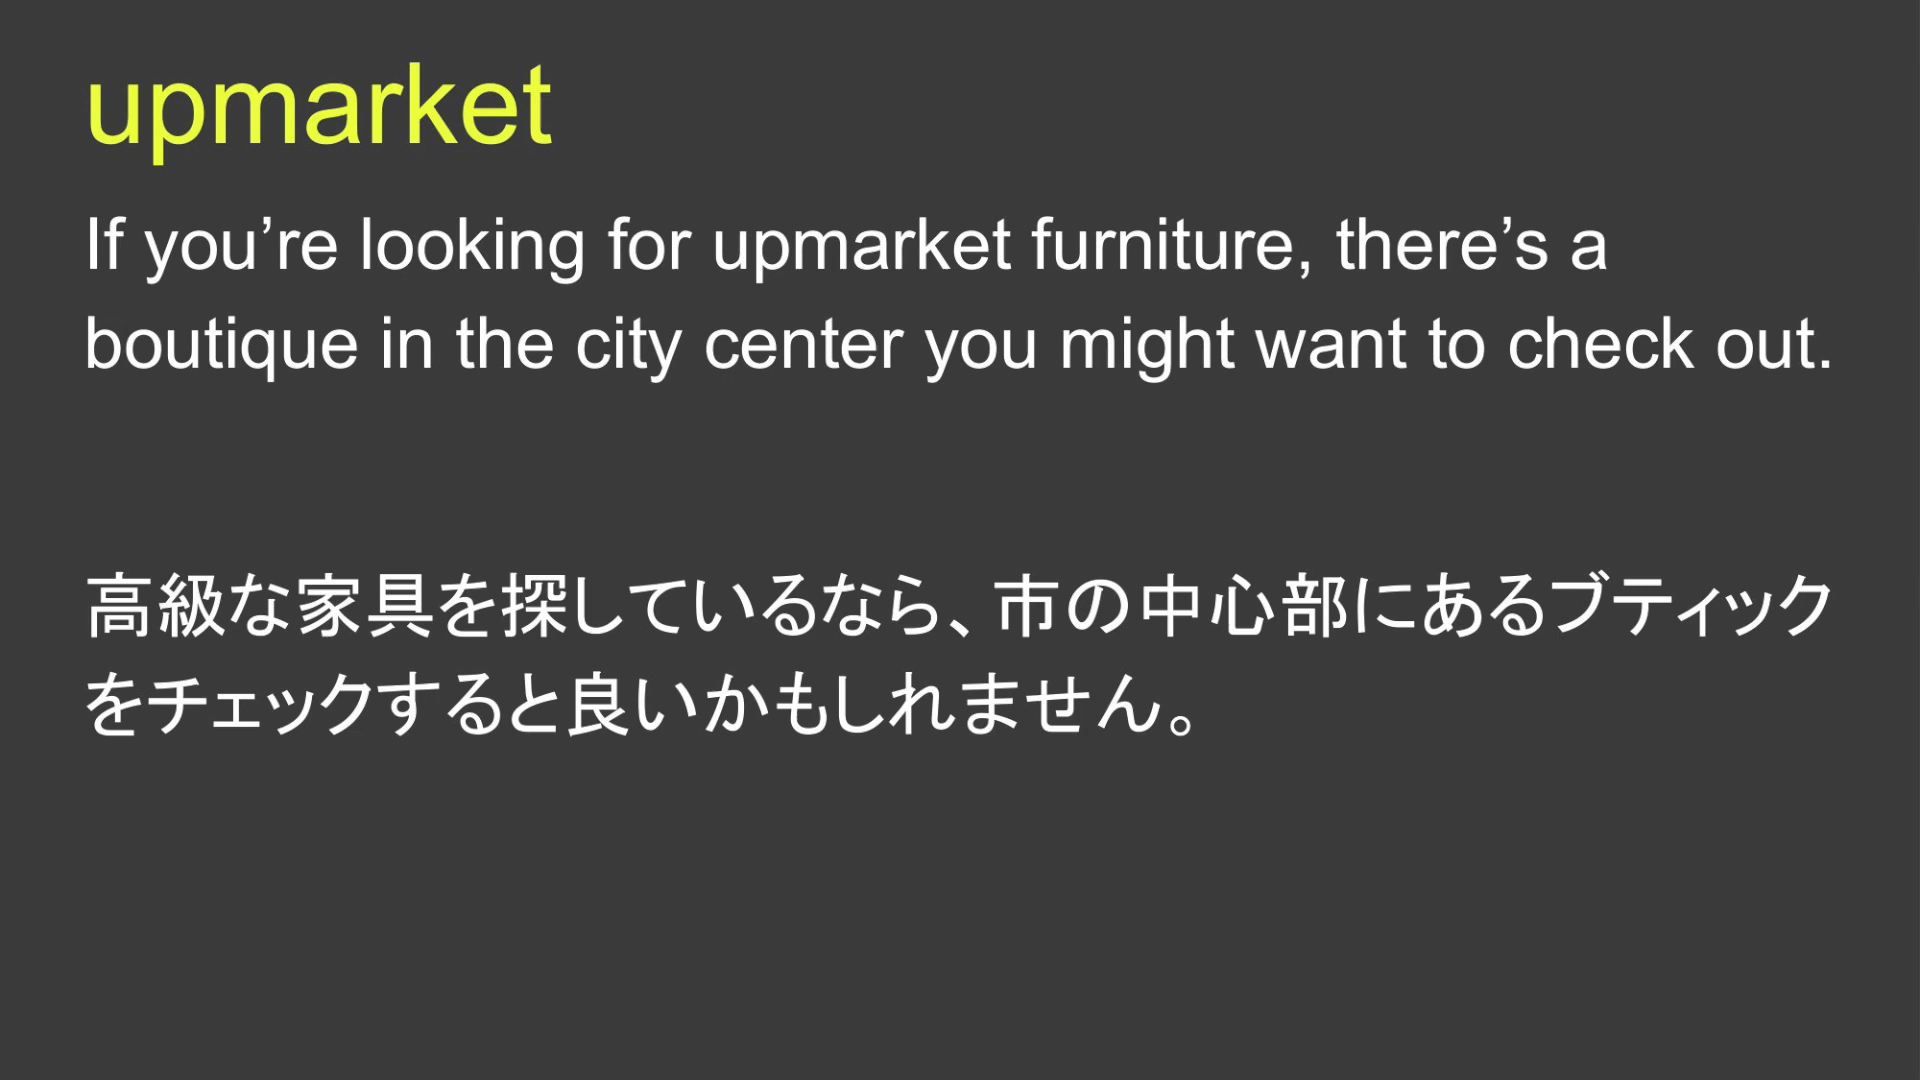 upmarket
If you’re looking for upmarket furniture, there’s a
boutique in the city center you might want to check out.
高級な家具を探しているなら、市の中心部にあるブティック
をチェックすると良いかもしれません。